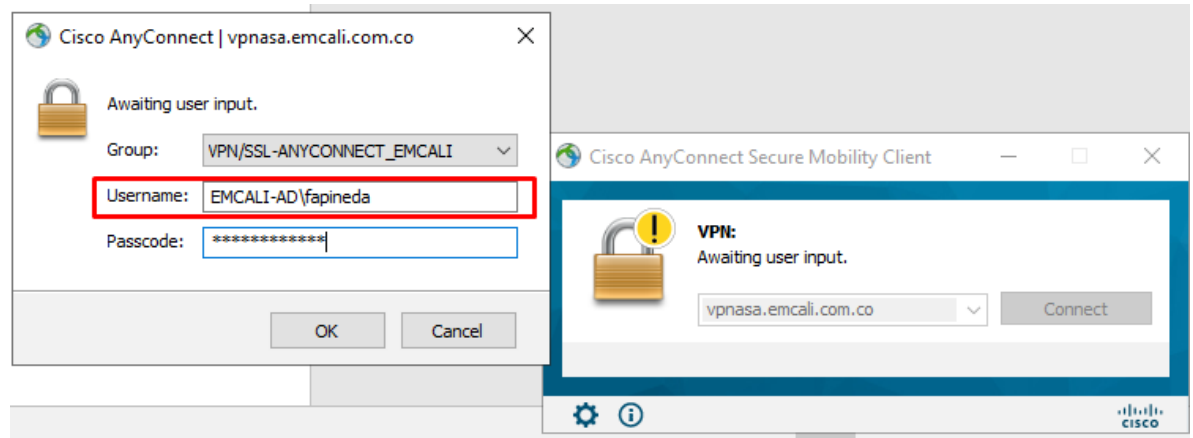 Cisco AnyConnect | vpnasa.emcali.com.co
Awaiting user input.
Group: VPN/SSL-ANYCONNECT_EMCALI
Username: EMCALI-AD\fapineda
Passcode: ************
OK Cancel
Cisco AnyConnect Secure Mobility Client
VPN:
Awaiting user input.
vpnasa.emcali.com.co Connect
CISCO